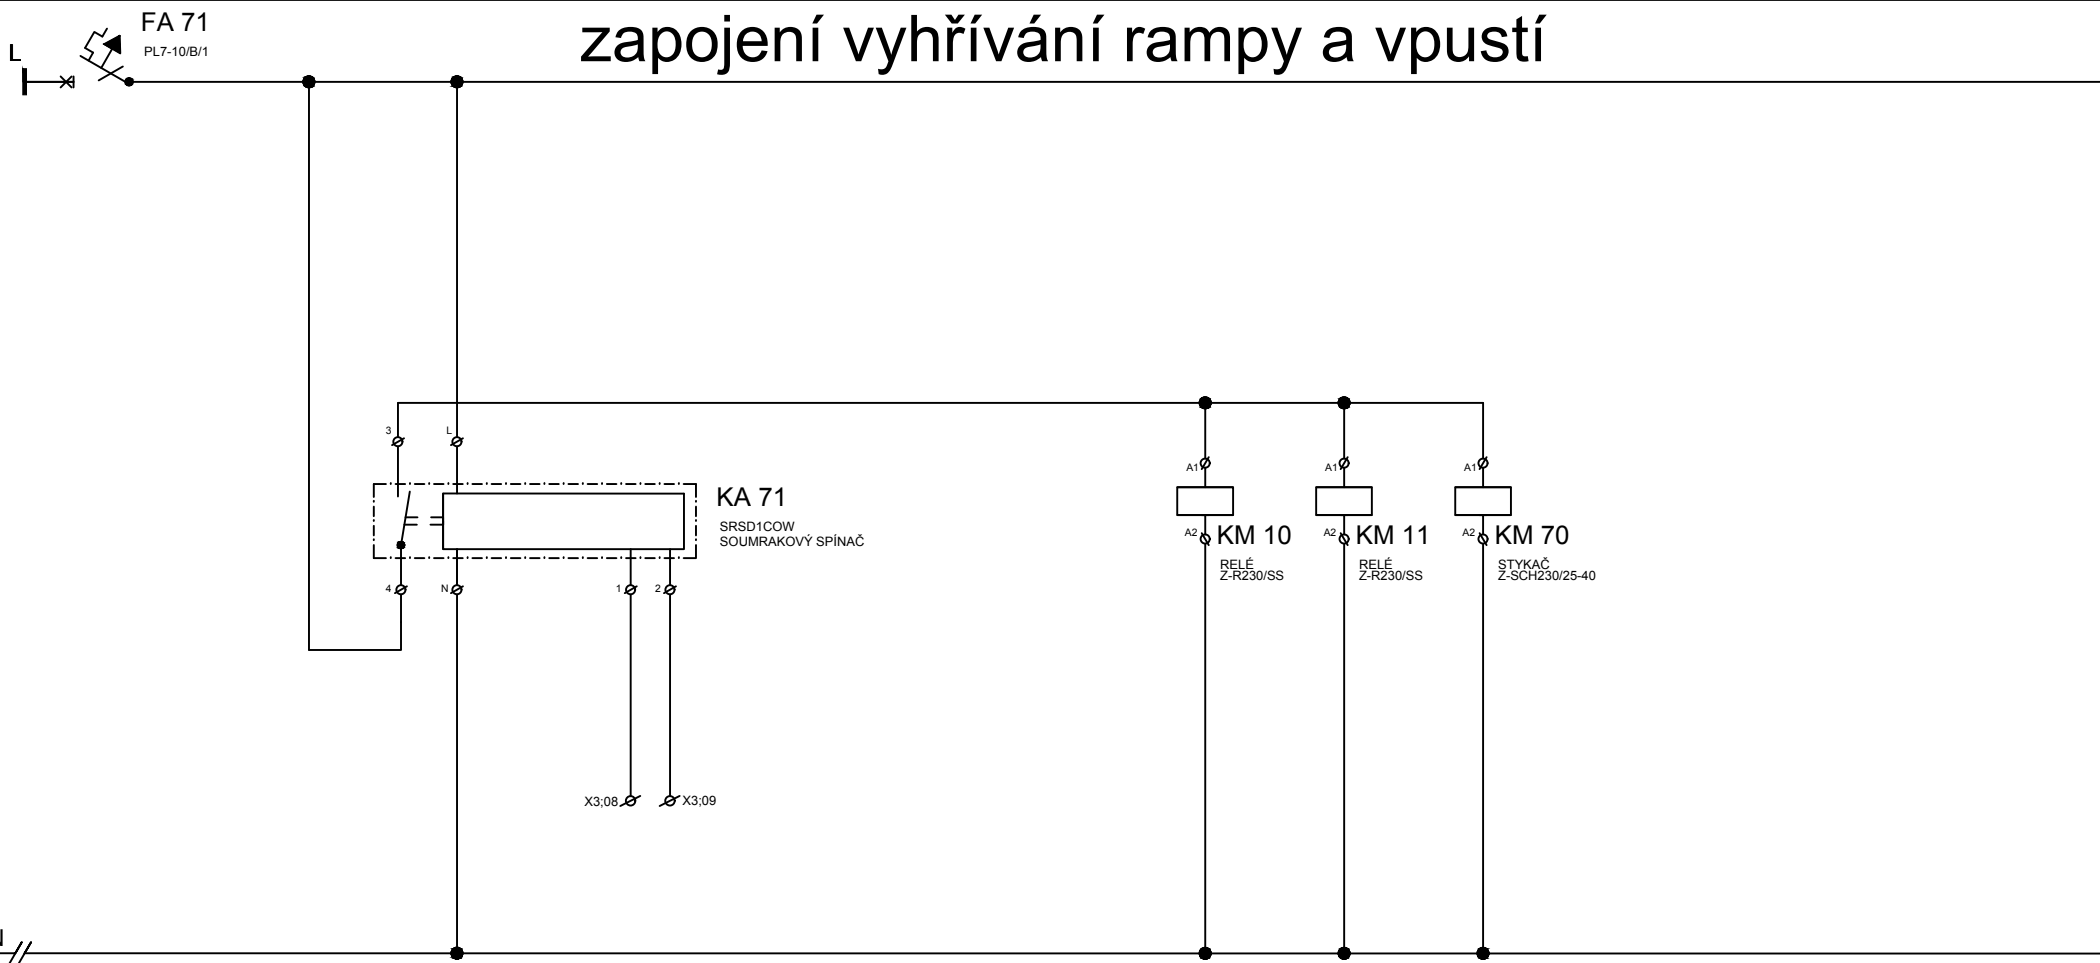 FA 71
zapojení vyhřívání rampy a vpustí
PL7-10/B/1
L
3
L
A1
A1
A1
KA 71
SRSD1COW
SOUMRAKOVÝ SPÍNAČ
A2
KM 10
A2
KM 11
A2
KM 70
RELÉ
Z-R230/SS
RELÉ
Z-R230/SS
STYKAČ
Z-SCH230/25-40
4
N
1
2
X3;08
X3;09